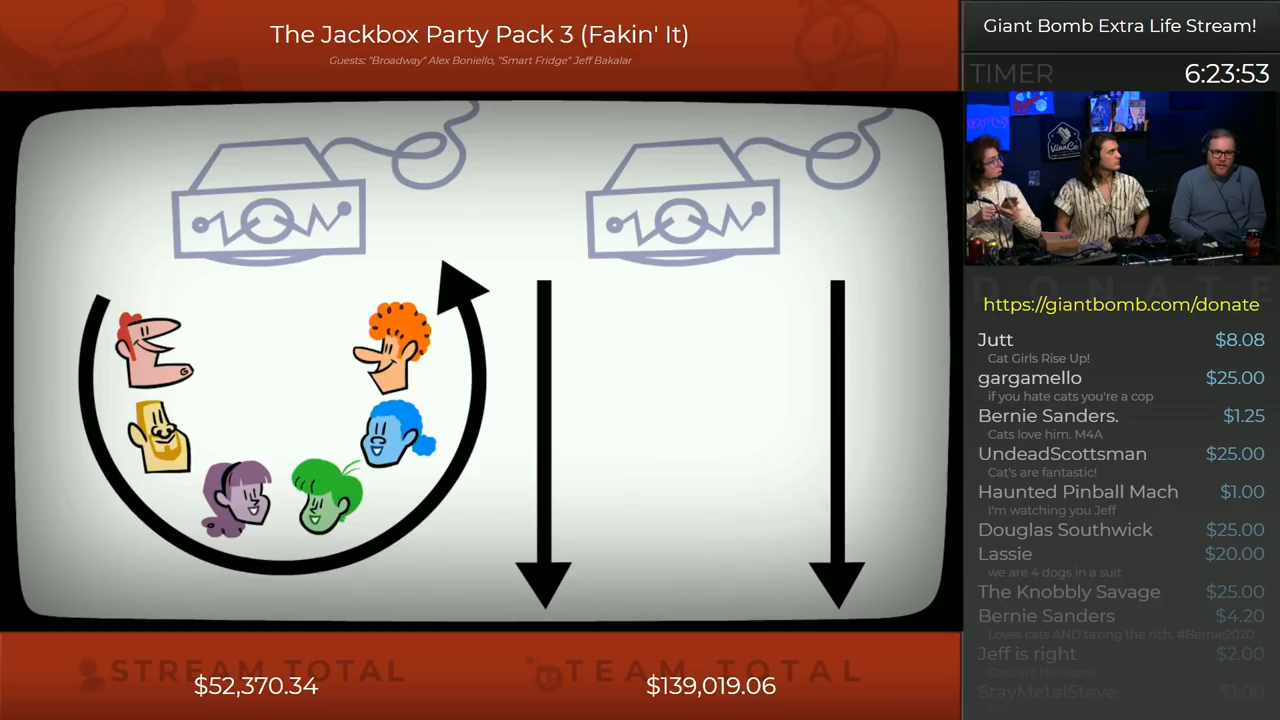 The Jackbox Party Pack 3 (Fakin' It)
Guests: "Broadway" Alex Boniello, "Smart Fridge" Jeff Bakalar
Giant Bomb Extra Life Stream!
TIMER
6:23:53
VinnCo
DONATE
https://giantbomb.com/donate
Jutt $8.08
Cat Girls Rise Up!
gargamello $25.00
if you hate cats you're a cop
Bernie Sanders. $1.25
Cats love him. M4A
UndeadScottsman $25.00
Cat's are fantastic!
Haunted Pinball Mach $1.00
I'm watching you Jeff
Douglas Southwick $25.00
Lassie $20.00
we are 4 dogs in a suit
The Knobbly Savage $25.00
Bernie Sanders $4.20
Loves cats AND taxing the rich. #Bernie2020
Jeff is right $2.00
StayMetalSteve $1.00
STREAM TOTAL
$52,370.34
TEAM TOTAL
$139,019.06